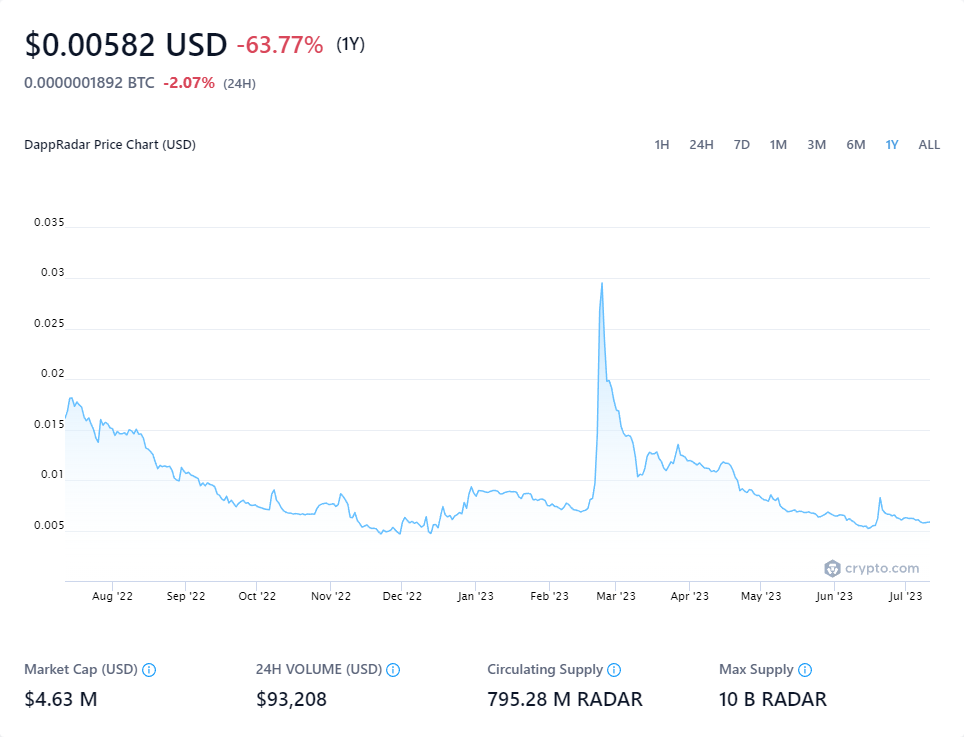 $0.00582 USD -63.77% (1Y)
0.0000001892 BTC -2.07% (24H)
DappRadar Price Chart (USD) 1H 24H 7D 1M 3M 6M 1Y ALL
0.035
0.03
0.025
0.02
0.015
0.01
0.005
crypto.com
Aug '22 Sep '22 Oct '22 Nov '22 Dec '22 Jan '23 Feb '23 Mar '23 Apr '23 May '23 Jun '23 Jul '23
Market Cap (USD) 24H VOLUME (USD) Circulating Supply Max Supply
$4.63 M $93,208 795.28 M RADAR 10 B RADAR